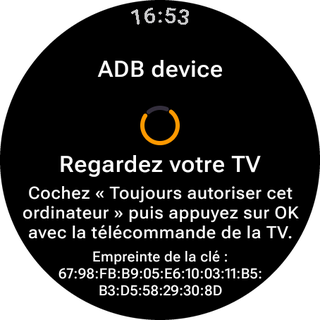 16:53
ADB device
Regardez votre TV
Cochez « Toujours autoriser cet
ordinateur » puis appuyez sur OK
avec la télécommande de la TV.
Empreinte de la clé :
67:98:FB:B9:05:E6:10:03:11:B5:
B3:D5:58:29:30:8D